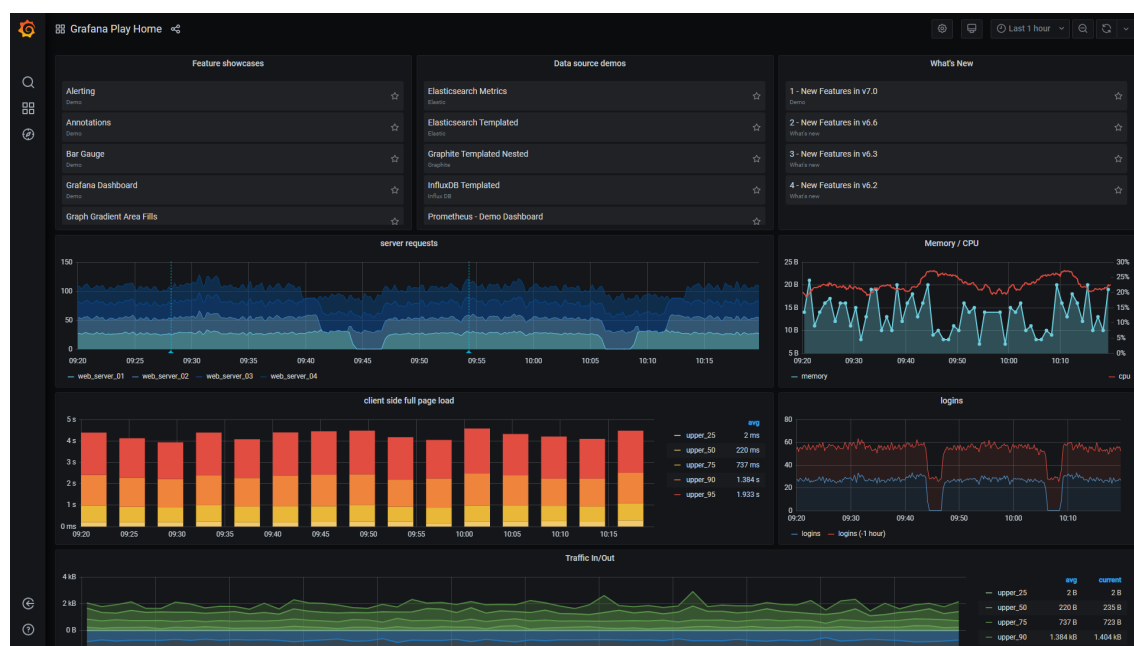 Grafana Play Home
Last 1 hour
Feature showcases
Alerting
Demo
Annotations
Demo
Bar Gauge
Demo
Grafana Dashboard
Demo
Graph Gradient Area Fills
Data source demos
Elasticsearch Metrics
Elastic
Elasticsearch Templated
Elastic
Graphite Templated Nested
Graphite
InfluxDB Templated
Influx DB
Prometheus - Demo Dashboard
What's New
1 - New Features in v7.0
Demo
2 - New Features in v6.6
What's new
3 - New Features in v6.3
What's new
4 - New Features in v6.2
What's new
server requests
150
100
50
0
09:20 09:25 09:30 09:35 09:40 09:45 09:50 09:55 10:00 10:05 10:10 10:15
web_server_01 web_server_02 web_server_03 web_server_04
Memory / CPU
25 B 30%
25%
20 B 20%
15 B 15%
10 B 10%
5%
5 B 0%
09:20 09:30 09:40 09:50 10:00 10:10
memory cpu
client side full page load
5 s
4 s
3 s
2 s
1 s
0 ms
09:20 09:25 09:30 09:35 09:40 09:45 09:50 09:55 10:00 10:05 10:10 10:15
avg
upper_25 2 ms
upper_50 220 ms
upper_75 737 ms
upper_90 1.384 s
upper_95 1.933 s
logins
80
60
40
20
0
09:20 09:30 09:40 09:50 10:00 10:10
logins logins (-1 hour)
Traffic In/Out
4 kB
2 kB
0 B
avg current
upper_25 2 B 2 B
upper_50 220 B 235 B
upper_75 737 B 723 B
upper_90 1.384 kB 1.404 kB